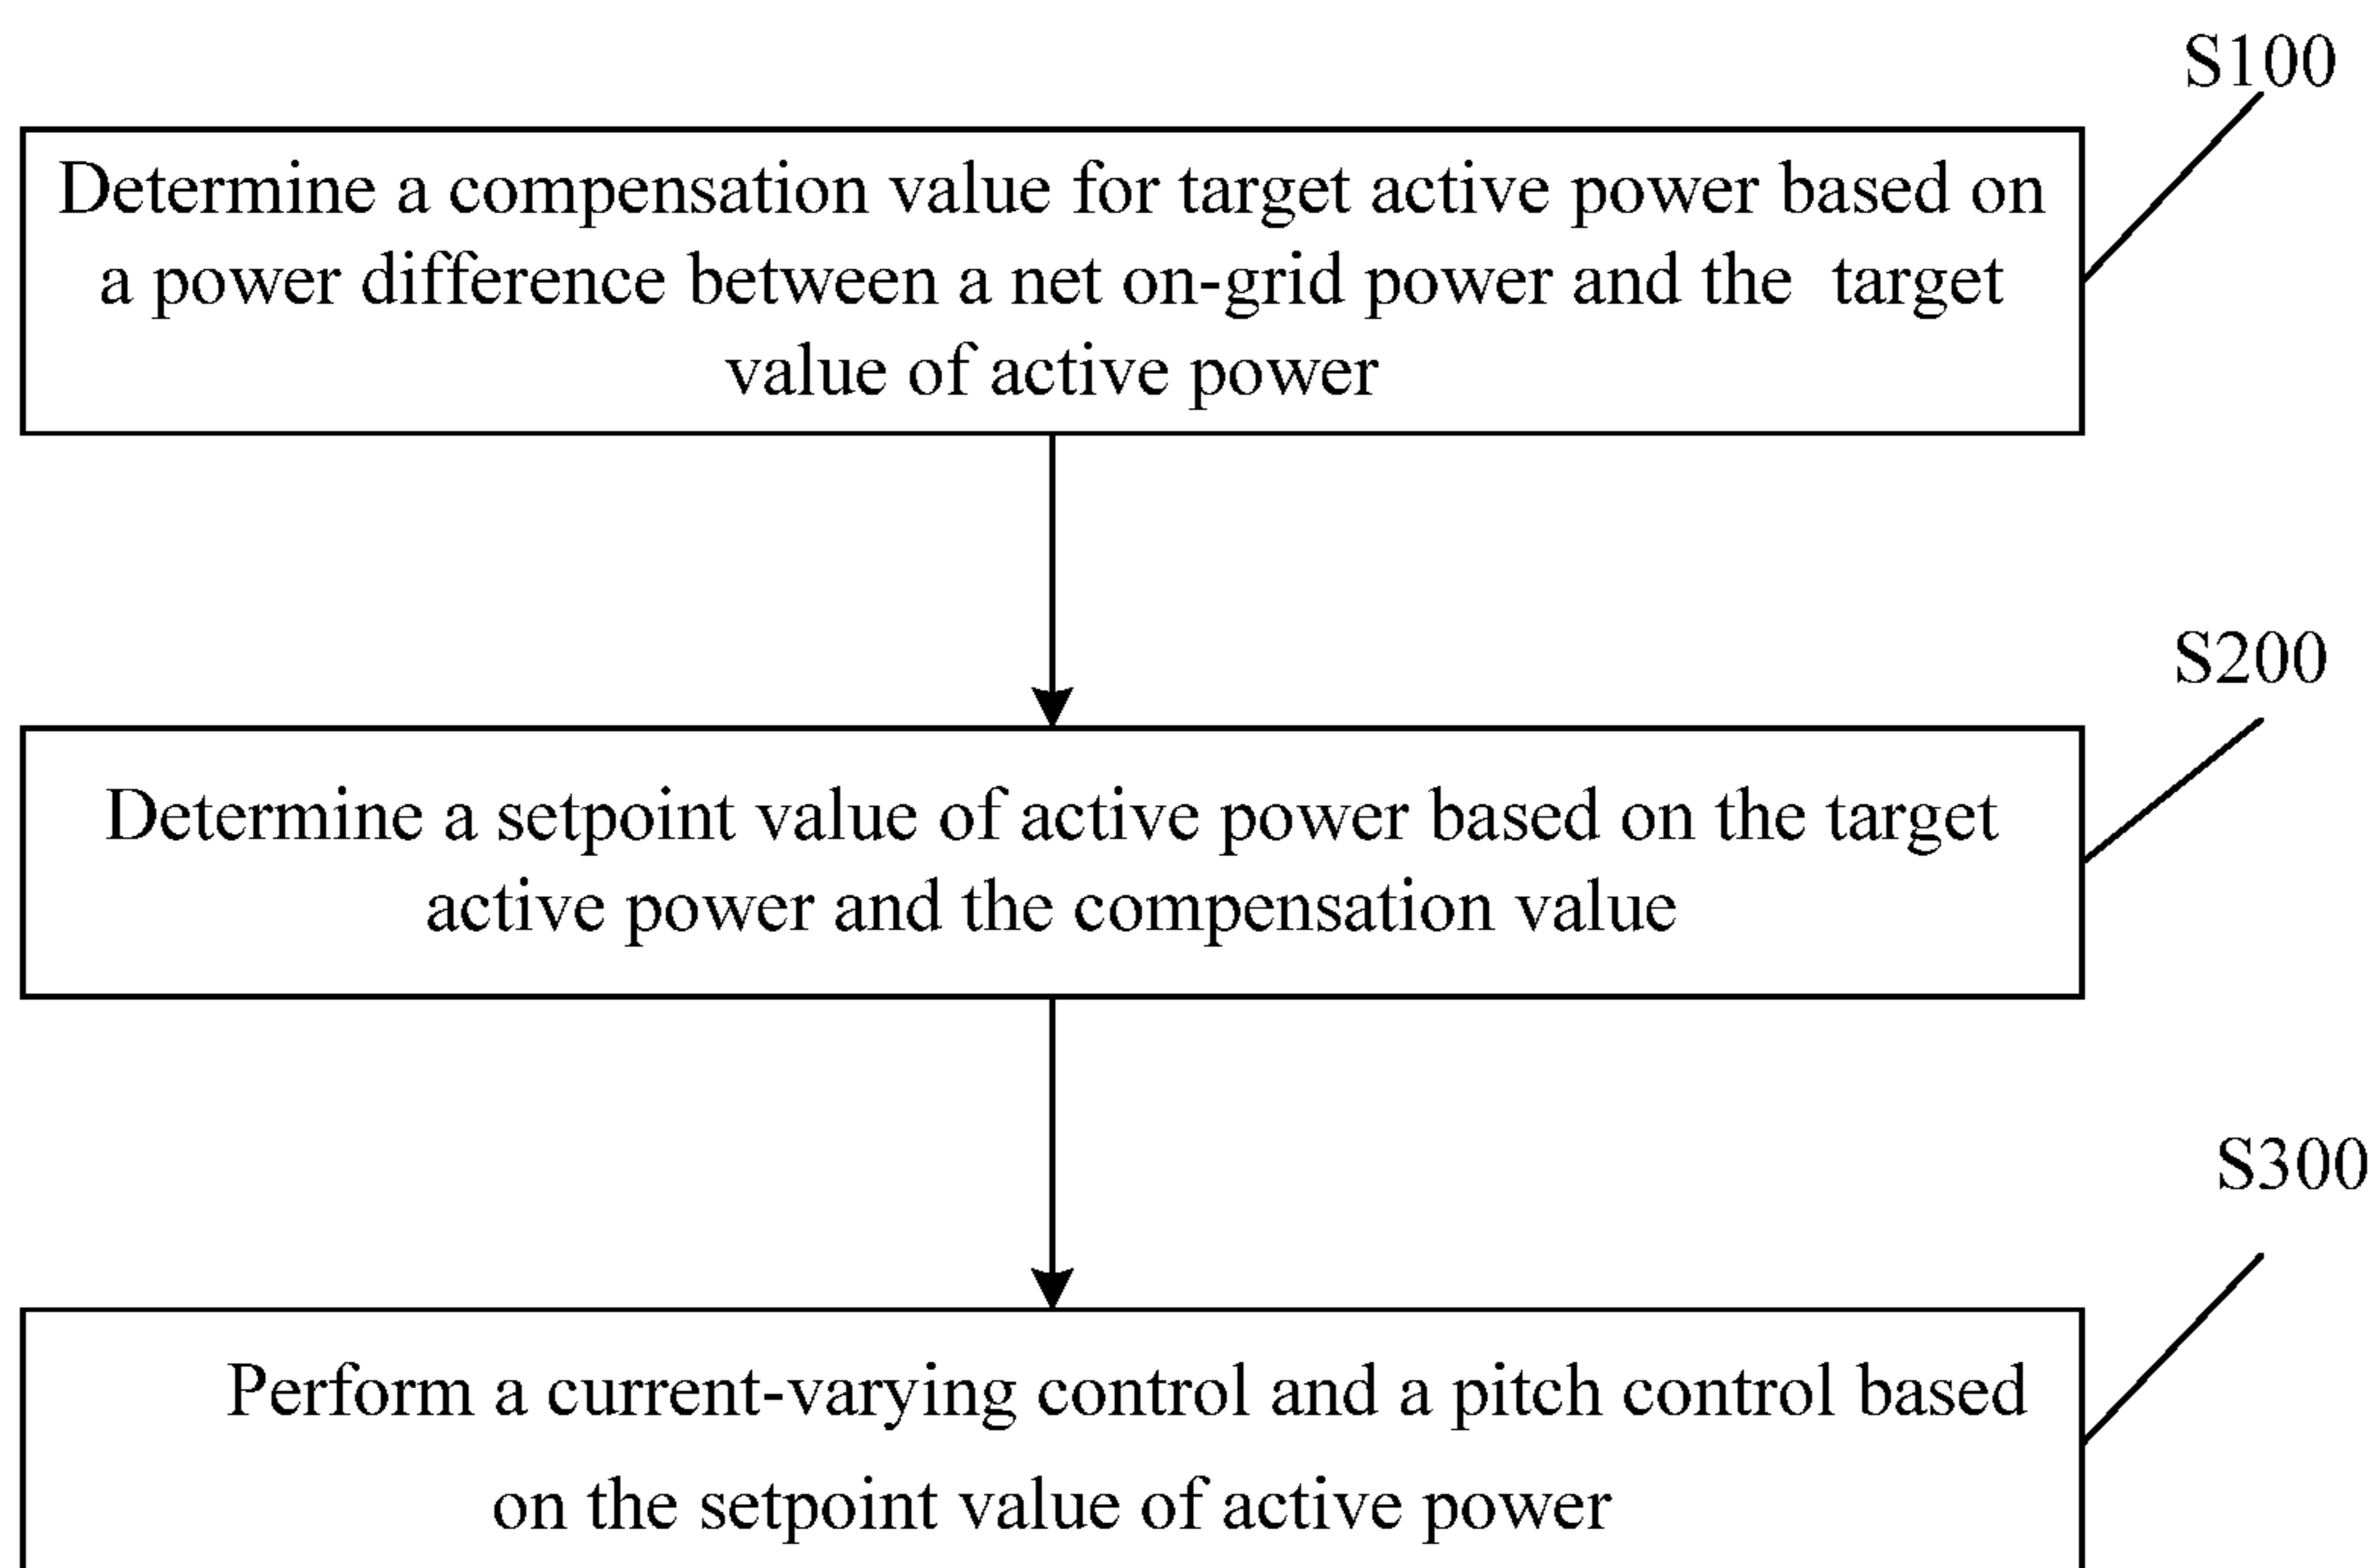 S100
Determine a compensation value for target active power based on
a power difference between a net on-grid power and the target
value of active power
S200
Determine a setpoint value of active power based on the target
active power and the compensation value
S300
Perform a current-varying control and a pitch control based
on the setpoint value of active power